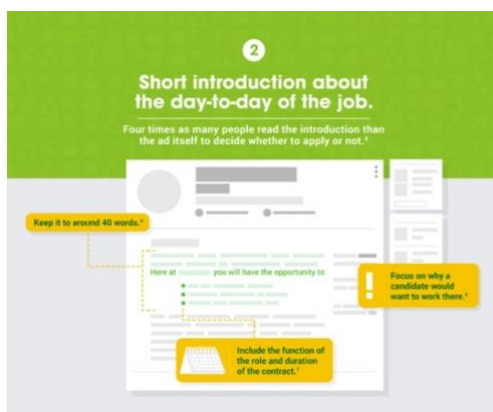 2
Short introduction about
the day-to-day of the job.
Four times as many people read the introduction than
the ad itself to decide whether to apply or not.
Keep it to around 40 words.
Here at
you will have the opportunity to
Focus on why a
candidate would
want to work there.
Include the function of
the role and duration
of the contract.